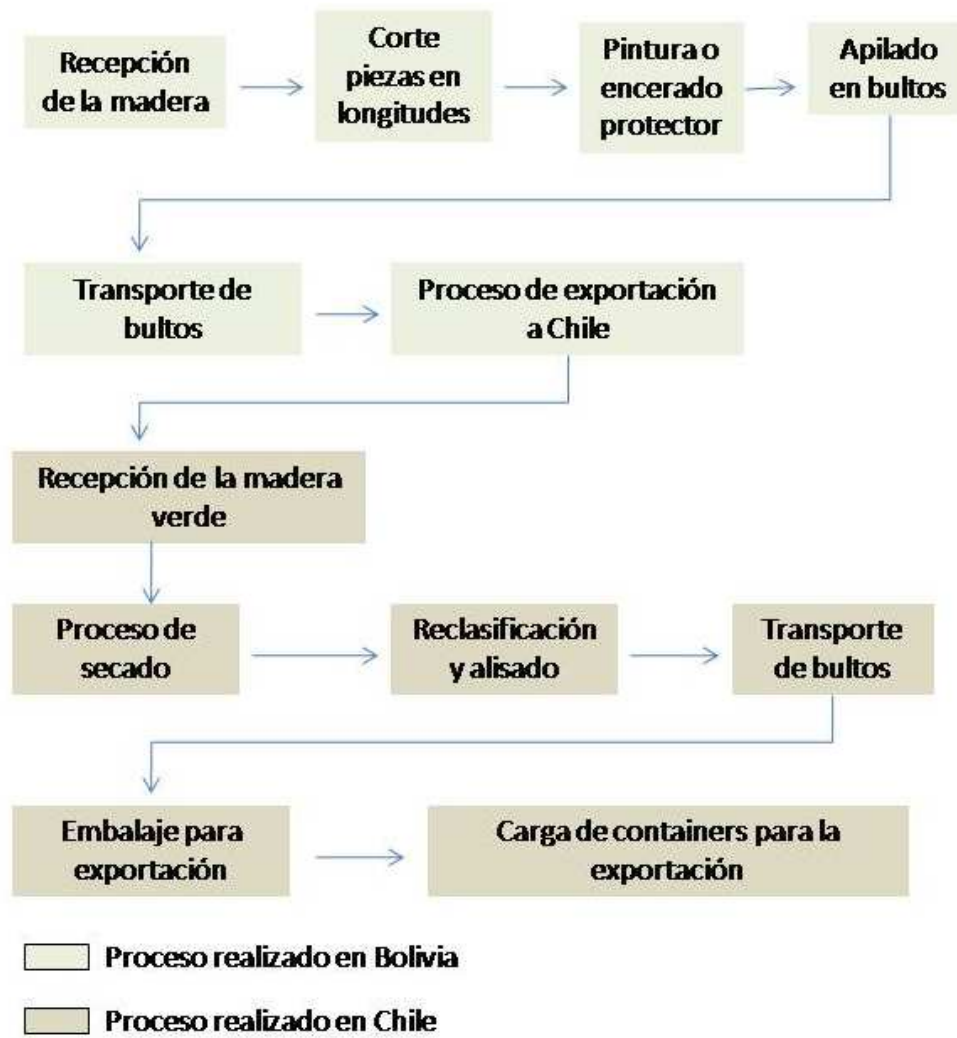 Recepción
de la madera
Corte
piezas en
longitudes
Pintura o
encerado
protector
Apilado
en bultos
Transporte de
bultos
Proceso de exportación
a Chile
Recepción de la madera
verde
Proceso de
secado
Reclasificación
y alisado
Transporte
de bultos
Embalaje para
exportación
Carga de containers para la
exportación
Proceso realizado en Bolivia
Proceso realizado en Chile